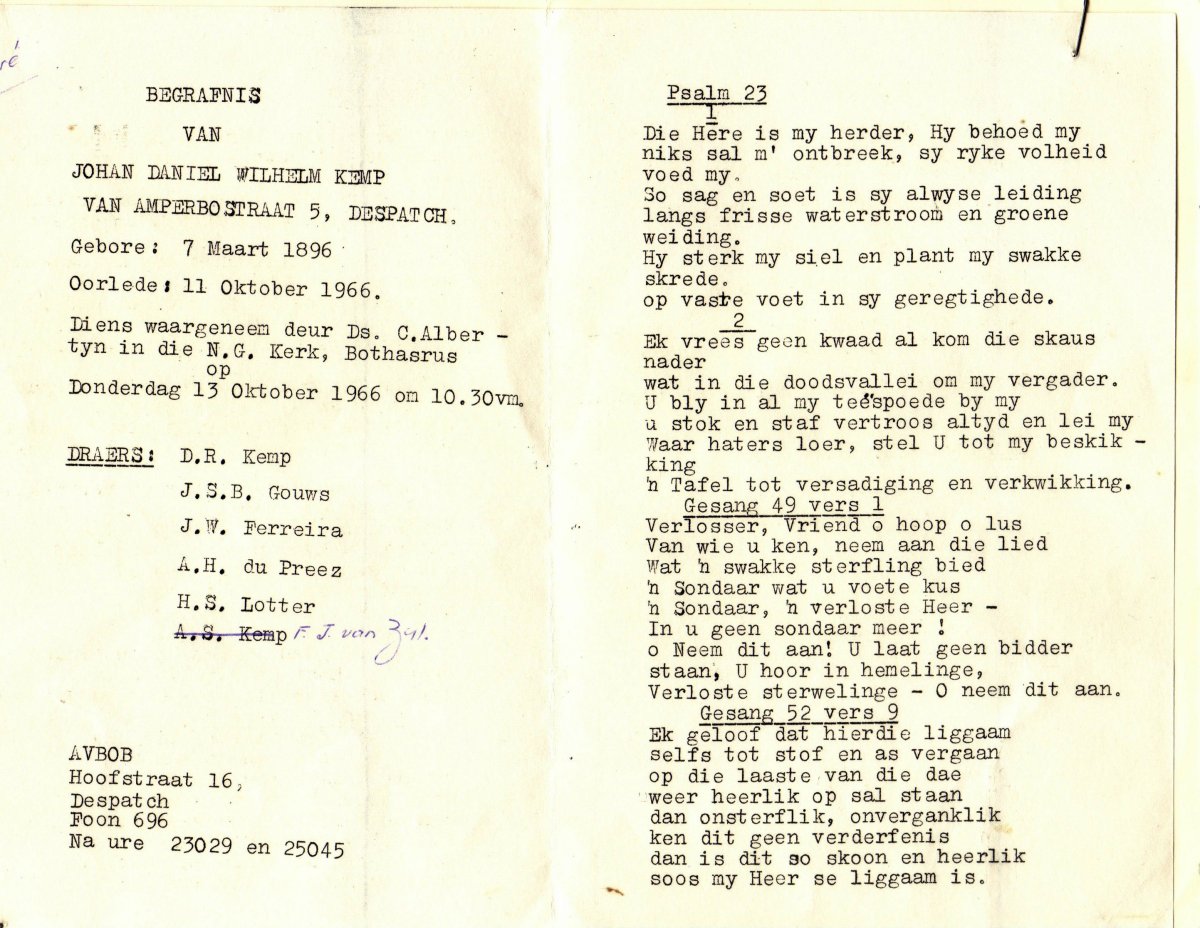 BEGRAFNIS
VAN
JOHAN DANIEL WILHELM KEMP
VAN AMPERBOSTRAAT 5, DESPATCH.
Gebore: 7 Maart 1896
Oorlede: 11 Oktober 1966.
Diens waargeneem deur Ds. C.Alber -
tyn in die N.G. Kerk, Bothasrus
op
Donderdag 13 Oktober 1966 om 10.30vm.
DRAERS: D.R. Kemp
J.S.B. Gouws
J.W. Ferreira
A.H. du Preez
H.S. Lotter
A.S. Kemp F. J. van Zyl.
AVBOB
Hoofstraat 16,
Despatch
Foon 696
Na ure 23029 en 25045
Psalm 23
1
Die Here is my herder, Hy behoed my
niks sal m' ontbreek, sy ryke volheid
voed my.
So sag en soet is sy alwyse leiding
langs frisse waterstroom en groene
weiding.
Hy sterk my siel en plant my swakke
skrede.
op vaste voet in sy geregtighede.
2
Ek vrees geen kwaad al kom die skaus
nader
wat in die doodsvallei om my vergader.
U bly in al my teëspoede by my
u stok en staf vertroos altyd en lei my
Waar haters loer, stel U tot my beskik -
king
'n Tafel tot versadiging en verkwikking.
Gesang 49 vers 1
Verlosser, Vriend o hoop o lus
Van wie u ken, neem aan die lied
Wat 'n swakke sterfling bied
'n Sondaar wat u voete kus
'n Sondaar, 'n verloste Heer -
In u geen sondaar meer !
o Neem dit aan! U laat geen bidder
staan, U hoor in hemelinge,
Verloste sterwelinge - O neem dit aan.
Gesang 52 vers 9
Ek geloof dat hierdie liggaam
selfs tot stof en as vergaan
op die laaste van die dae
weer heerlik op sal staan
dan onsterflik, onverganklik
ken dit geen verderfenis
dan is dit so skoon en heerlik
soos my Heer se liggaam is.